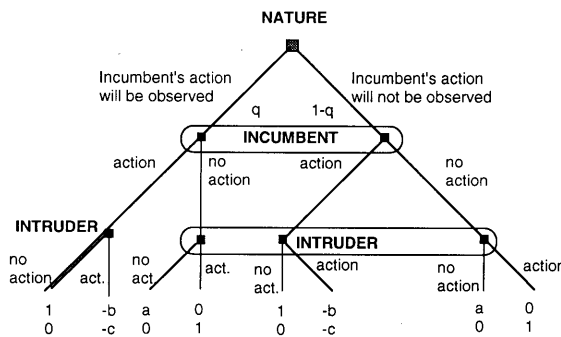 NATURE
Incumbent's action will be observed
Incumbent's action will not be observed
q
1-q
INCUMBENT
action
no action
action
no action
INTRUDER
INTRUDER
no action
act.
no act.
act.
no act.
action
no action
action
1 -b a 0 1 -b a 0
0 -c 0 1 0 -c 0 1